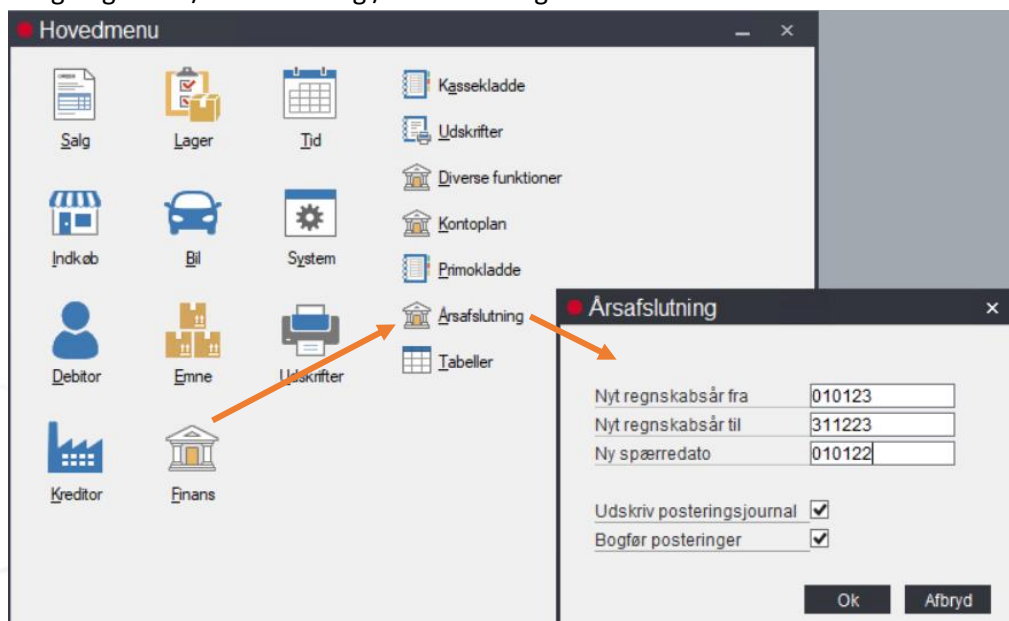 Hovedmenu
Salg
Lager
Tid
Indkøb
Bil
System
Debitor
Emne
Udskrifter
Kreditor
Finans
Kassekladde
Udskrifter
Diverse funktioner
Kontoplan
Primokladde
Årsafslutning
Tabeller
Årsafslutning
Nyt regnskabsår fra 010123
Nyt regnskabsår til 311223
Ny spærredato 010122
Udskriv posteringsjournal
Bogfør posteringer
Ok Afbryd